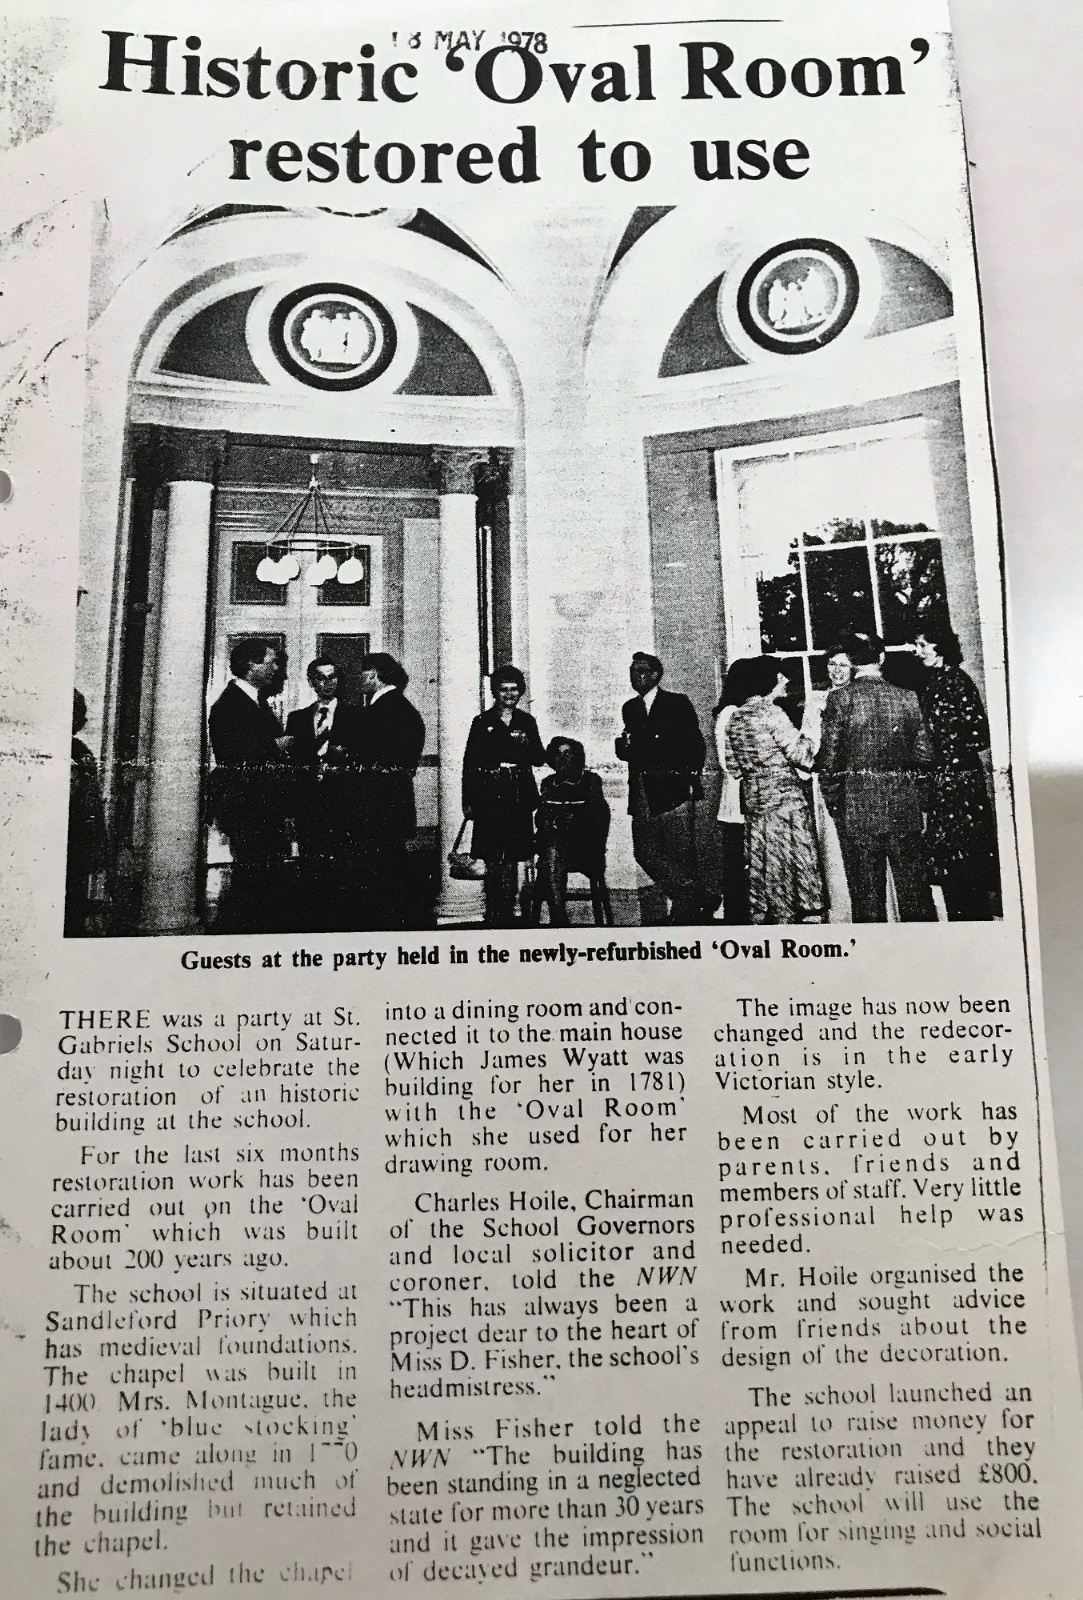 18 MAY 1978
Historic ‘Oval Room’
restored to use
Guests at the party held in the newly-refurbished ‘Oval Room.’
THERE was a party at St.
Gabriels School on Satur-
day night to celebrate the
restoration of an historic
building at the school.
For the last six months
restoration work has been
carried out on the ‘Oval
Room’ which was built
about 200 years ago.
The school is situated at
Sandleford Priory which
has medieval foundations.
The chapel was built in
1400. Mrs. Montague, the
lady of ‘blue stocking’
fame, came along in 1770
and demolished much of
the building but retained
the chapel.
She changed the chapel
into a dining room and con-
nected it to the main house
(Which James Wyatt was
building for her in 1781)
with the ‘Oval Room’
which she used for her
drawing room.
Charles Hoile, Chairman
of the School Governors
and local solicitor and
coroner, told the NWN
“This has always been a
project dear to the heart of
Miss D. Fisher, the school’s
headmistress.”
Miss Fisher told the
NWN “The building has
been standing in a neglected
state for more than 30 years
and it gave the impression
of decayed grandeur.”
The image has now been
changed and the redecor-
ation is in the early
Victorian style.
Most of the work has
been carried out by
parents, friends and
members of staff. Very little
professional help was
needed.
Mr. Hoile organised the
work and sought advice
from friends about the
design of the decoration.
The school launched an
appeal to raise money for
the restoration and they
have already raised £800.
The school will use the
room for singing and social
functions.